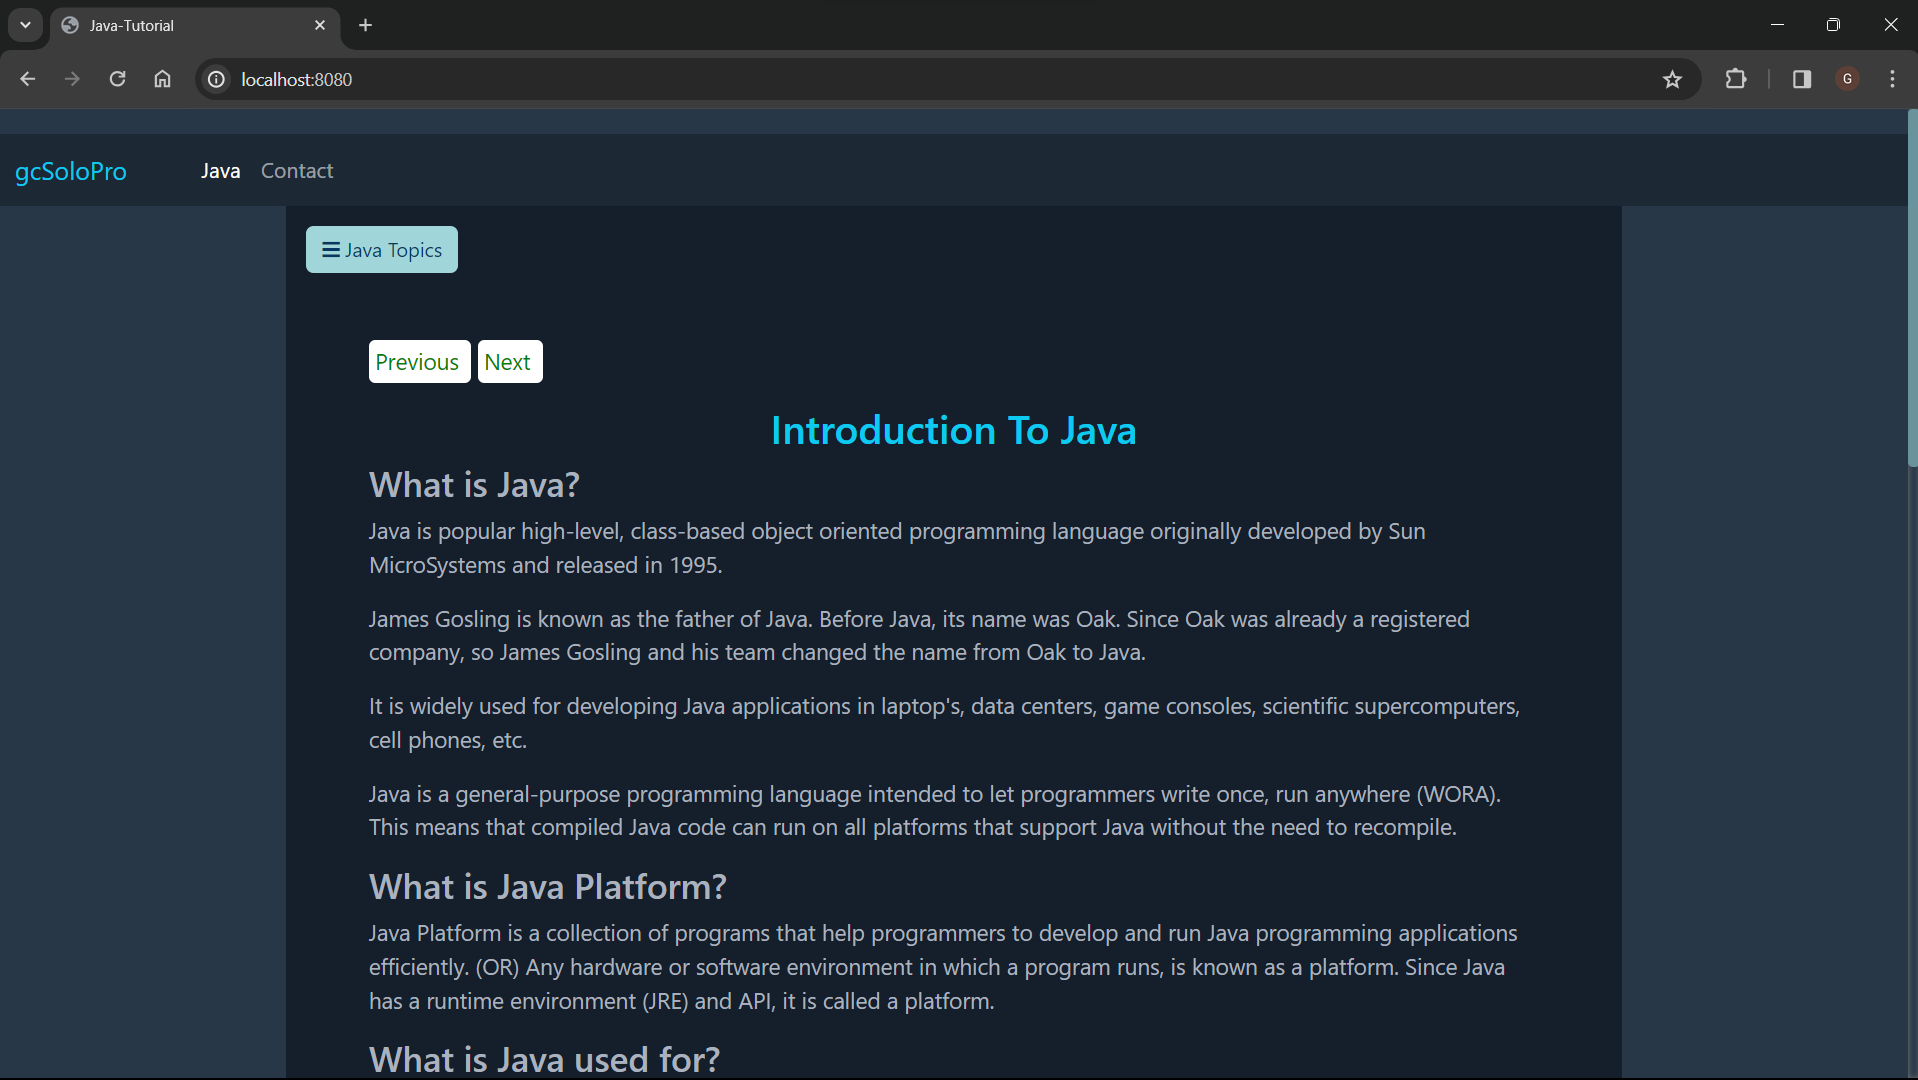 Java-Tutorial
localhost:8080
G
gcSoloPro
Java
Contact
Java Topics
Previous
Next
Introduction To Java
What is Java?
Java is popular high-level, class-based object oriented programming language originally developed by Sun
MicroSystems and released in 1995.
James Gosling is known as the father of Java. Before Java, its name was Oak. Since Oak was already a registered
company, so James Gosling and his team changed the name from Oak to Java.
It is widely used for developing Java applications in laptop's, data centers, game consoles, scientific supercomputers,
cell phones, etc.
Java is a general-purpose programming language intended to let programmers write once, run anywhere (WORA).
This means that compiled Java code can run on all platforms that support Java without the need to recompile.
What is Java Platform?
Java Platform is a collection of programs that help programmers to develop and run Java programming applications
efficiently. (OR) Any hardware or software environment in which a program runs, is known as a platform. Since Java
has a runtime environment (JRE) and API, it is called a platform.
What is Java used for?